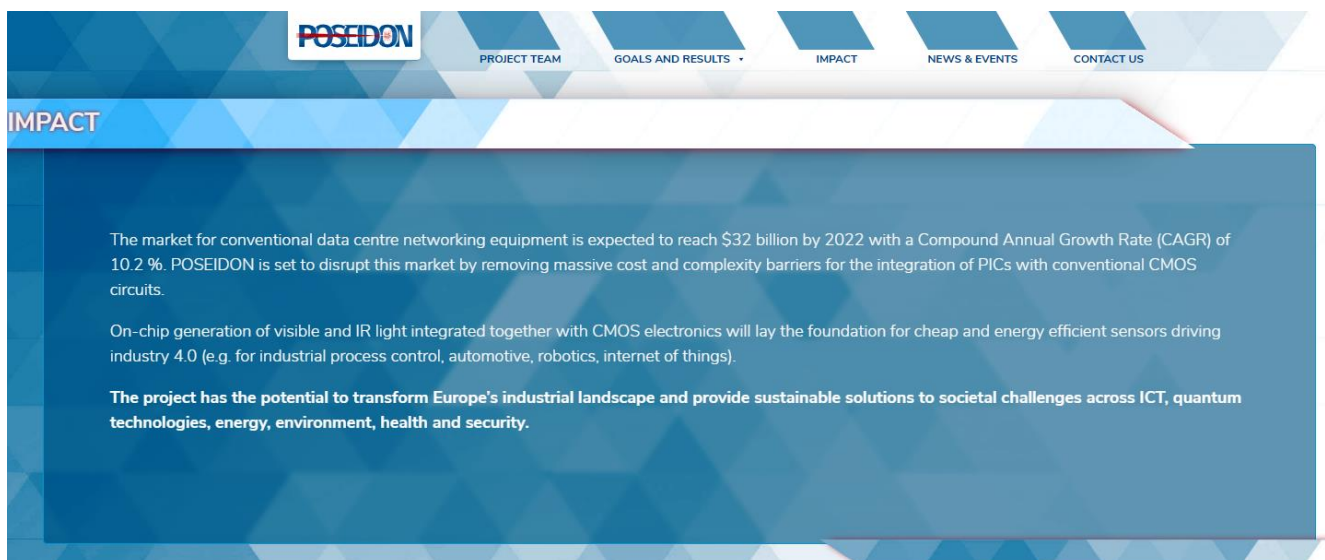 POSEIDON
PROJECT TEAM
GOALS AND RESULTS
IMPACT
NEWS & EVENTS
CONTACT US
IMPACT
The market for conventional data centre networking equipment is expected to reach $32 billion by 2022 with a Compound Annual Growth Rate (CAGR) of
10.2 %. POSEIDON is set to disrupt this market by removing massive cost and complexity barriers for the integration of PICs with conventional CMOS
circuits.
On-chip generation of visible and IR light integrated together with CMOS electronics will lay the foundation for cheap and energy efficient sensors driving
industry 4.0 (e.g. for industrial process control, automotive, robotics, internet of things).
The project has the potential to transform Europe's industrial landscape and provide sustainable solutions to societal challenges across ICT, quantum
technologies, energy, environment, health and security.